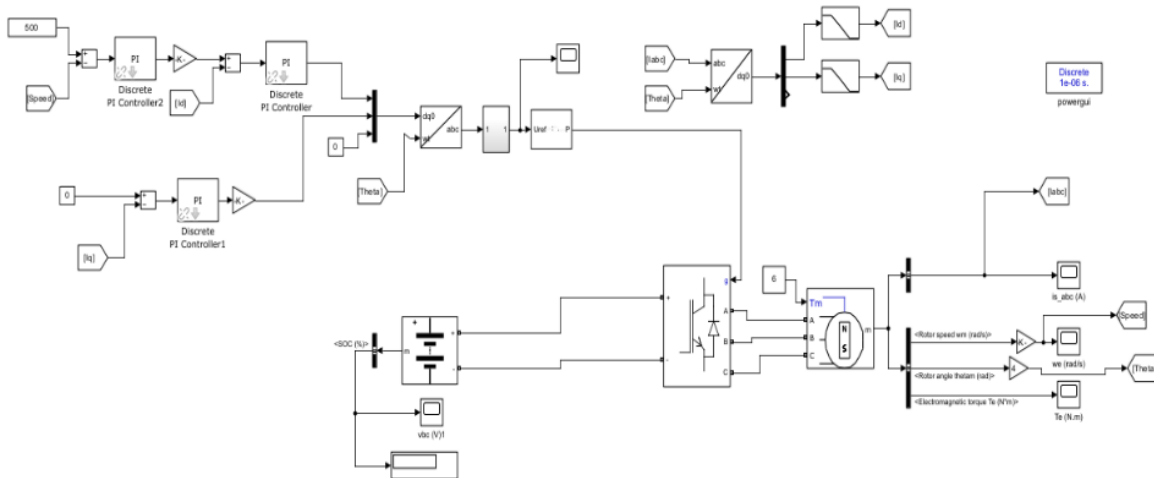 500
+
-
PI
Discrete
PI Controller2
-K-
+
-
PI
Discrete
PI Controller
[Speed]
[Id]
0
dq0
wt
abc
1
1
Uref
P
[Theta]
0
+
-
PI
Discrete
PI Controller1
-K-
[Iq]
[Iabc]
[Theta]
abc
wt
dq0
[Id]
[Iq]
Discrete
1e-06 s.
powergui
[Iabc]
is_abc (A)
<Rotor speed wm (rad/s)>
-K-
[Speed]
we (rad/s)
<Rotor angle thetam (rad)>
4
[Theta]
<Electromagnetic torque Te (N*m)>
Te (N.m)
6
Tm
A
B
C
N
S
m
g
+
-
A
B
C
<SOC (%)>
m
+
+
-
vbc (V)1